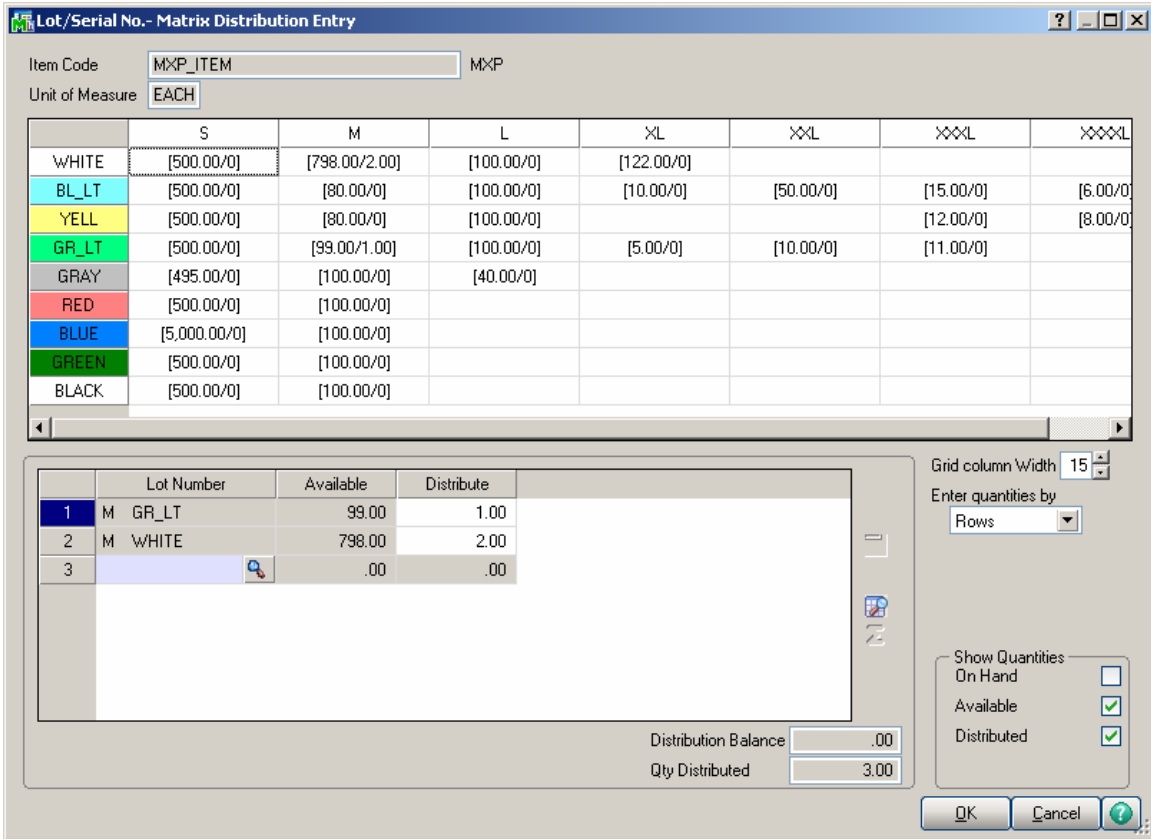 Lot/Serial No.- Matrix Distribution Entry
Item Code MXP_ITEM MXP
Unit of Measure EACH
S M L XL XXL XXXL XXXXL
WHITE [500.00/0] [798.00/2.00] [100.00/0] [122.00/0]
BL_LT [500.00/0] [80.00/0] [100.00/0] [10.00/0] [50.00/0] [15.00/0] [6.00/0
YELL [500.00/0] [80.00/0] [100.00/0] [12.00/0] [8.00/0
GR_LT [500.00/0] [99.00/1.00] [100.00/0] [5.00/0] [10.00/0] [11.00/0]
GRAY [495.00/0] [100.00/0] [40.00/0]
RED [500.00/0] [100.00/0]
BLUE [5,000.00/0] [100.00/0]
GREEN [500.00/0] [100.00/0]
BLACK [500.00/0] [100.00/0]
Grid column Width 15
Enter quantities by
Rows
Lot Number Available Distribute
1 M GR_LT 99.00 1.00
2 M WHITE 798.00 2.00
3 .00 .00
Show Quantities
On Hand
Available
Distributed
Distribution Balance .00
Qty Distributed 3.00
OK Cancel